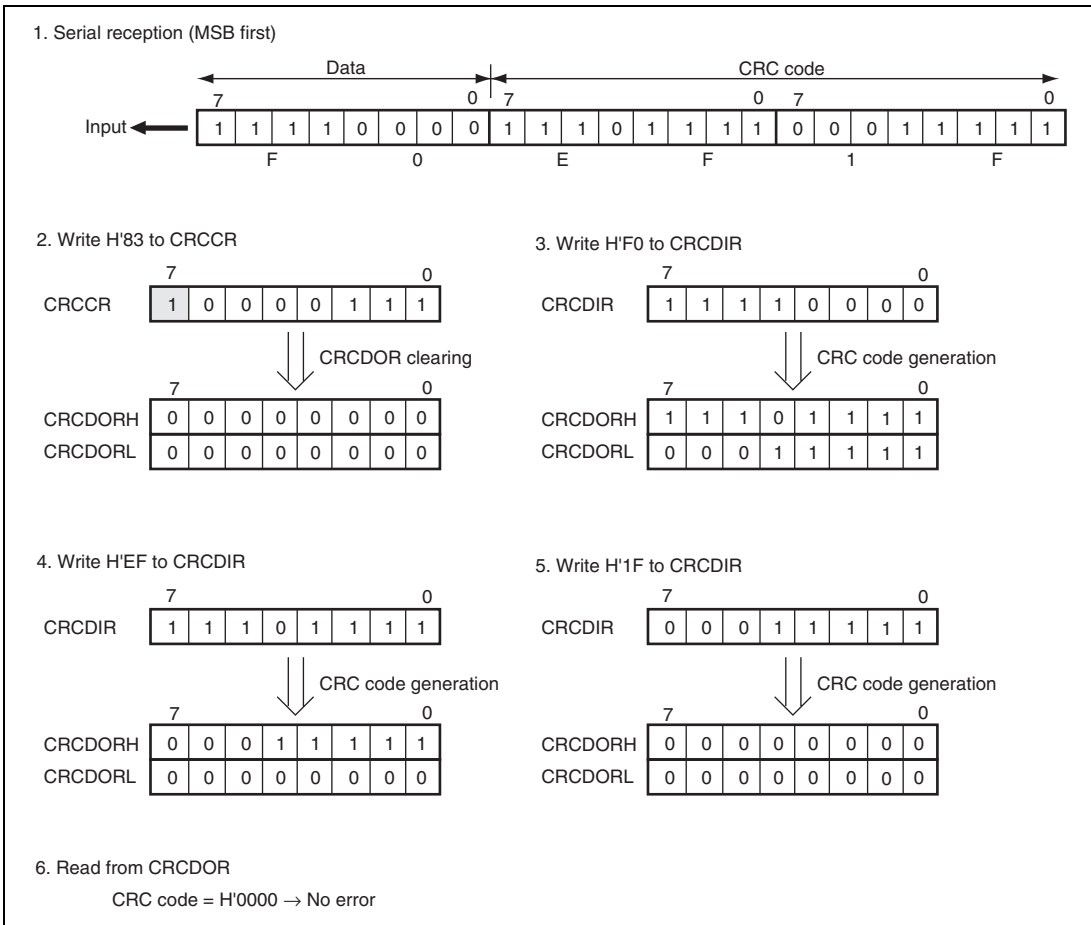 1. Serial reception (MSB first)
Data CRC code
7 0 7 0 7 0
Input 1 1 1 1 0 0 0 0 1 1 1 0 1 1 1 1 0 0 0 1 1 1 1 1
F 0 E F 1 F
2. Write H'83 to CRCCR
7 0
CRCCR 1 0 0 0 0 1 1 1
CRCDOR clearing
7 0
CRCDORH 0 0 0 0 0 0 0 0
CRCDORL 0 0 0 0 0 0 0 0
3. Write H'F0 to CRCDIR
7 0
CRCDIR 1 1 1 1 0 0 0 0
CRC code generation
7 0
CRCDORH 1 1 1 0 1 1 1 1
CRCDORL 0 0 0 1 1 1 1 1
4. Write H'EF to CRCDIR
7 0
CRCDIR 1 1 1 0 1 1 1 1
CRC code generation
7 0
CRCDORH 0 0 0 1 1 1 1 1
CRCDORL 0 0 0 0 0 0 0 0
5. Write H'1F to CRCDIR
7 0
CRCDIR 0 0 0 1 1 1 1 1
CRC code generation
7 0
CRCDORH 0 0 0 0 0 0 0 0
CRCDORL 0 0 0 0 0 0 0 0
6. Read from CRCDOR
CRC code = H'0000 → No error